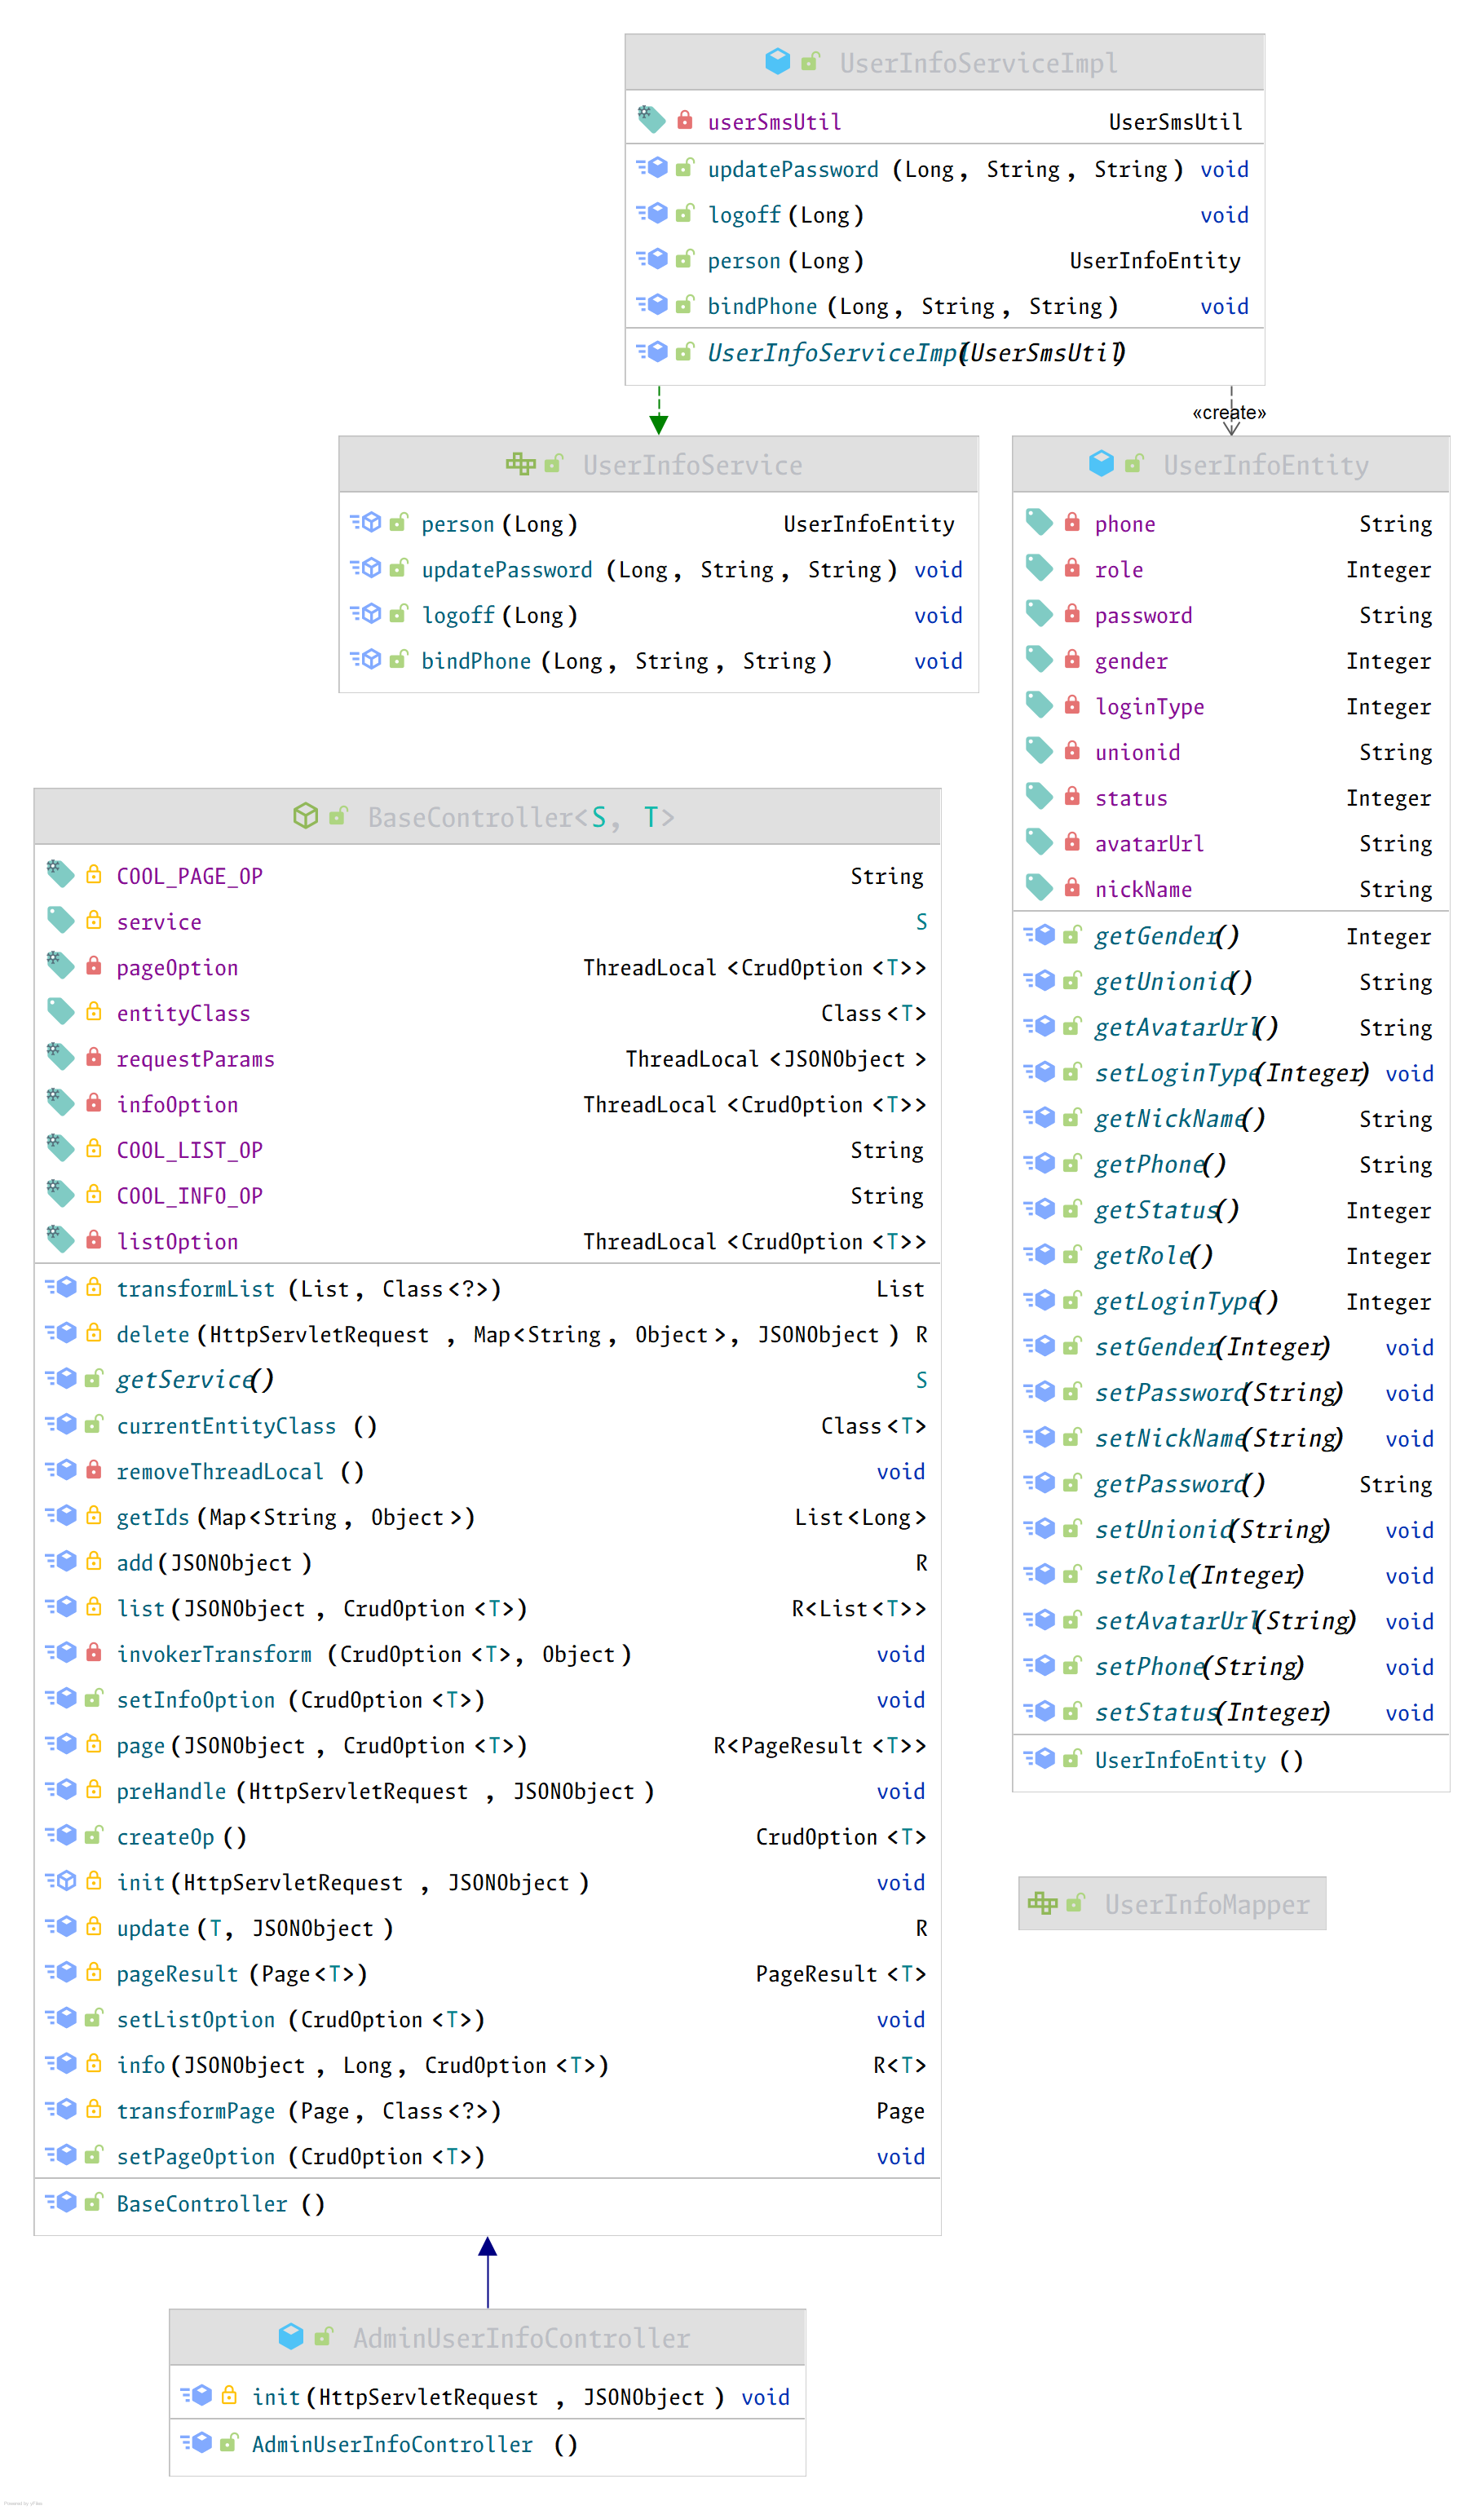 UserInfoServiceImpl
userSmsUtil UserSmsUtil
updatePassword (Long, String, String) void
logoff (Long) void
person (Long) UserInfoEntity
bindPhone (Long, String, String) void
UserInfoServiceImpl(UserSmsUtil)
«create»
UserInfoService
person (Long) UserInfoEntity
updatePassword (Long, String, String) void
logoff (Long) void
bindPhone (Long, String, String) void
UserInfoEntity
phone String
role Integer
password String
gender Integer
loginType Integer
unionid String
status Integer
avatarUrl String
nickName String
getGender() Integer
getUnionid() String
getAvatarUrl() String
setLoginType(Integer) void
getNickName() String
getPhone() String
getStatus() Integer
getRole() Integer
getLoginType() Integer
setGender(Integer) void
setPassword(String) void
setNickName(String) void
getPassword() String
setUnionid(String) void
setRole(Integer) void
setAvatarUrl(String) void
setPhone(String) void
setStatus(Integer) void
UserInfoEntity ()
BaseController<S, T>
COOL_PAGE_OP String
service S
pageOption ThreadLocal <CrudOption <T>>
entityClass Class <T>
requestParams ThreadLocal <JSONObject >
infoOption ThreadLocal <CrudOption <T>>
COOL_LIST_OP String
COOL_INFO_OP String
listOption ThreadLocal <CrudOption <T>>
transformList (List, Class <?>) List
delete (HttpServletRequest , Map<String, Object>, JSONObject ) R
getService() S
currentEntityClass () Class <T>
removeThreadLocal () void
getIds (Map<String, Object>) List<Long>
add (JSONObject ) R
list (JSONObject , CrudOption <T>) R<List<T>>
invokerTransform (CrudOption <T>, Object) void
setInfoOption (CrudOption <T>) void
page (JSONObject , CrudOption <T>) R<PageResult <T>>
preHandle (HttpServletRequest , JSONObject ) void
createOp () CrudOption <T>
init (HttpServletRequest , JSONObject ) void
update (T, JSONObject ) R
pageResult (Page<T>) PageResult <T>
setListOption (CrudOption <T>) void
info (JSONObject , Long, CrudOption <T>) R<T>
transformPage (Page, Class <?>) Page
setPageOption (CrudOption <T>) void
BaseController ()
UserInfoMapper
AdminUserInfoController
init (HttpServletRequest , JSONObject ) void
AdminUserInfoController ()
Powered by yFiles